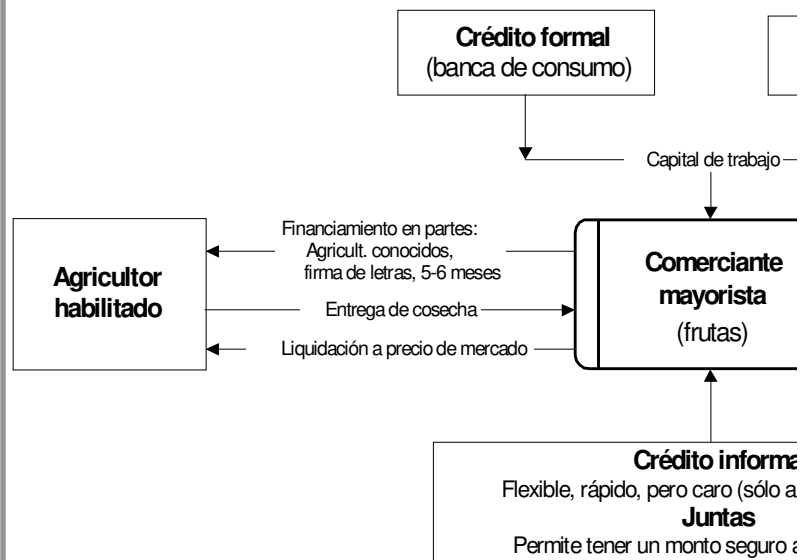 Crédito formal
(banca de consumo)
Capital de trabajo
Financiamiento en partes:
Agricult. conocidos,
firma de letras, 5-6 meses
Agricultor
habilitado
Entrega de cosecha
Liquidación a precio de mercado
Comerciante
mayorista
(frutas)
Crédito informa
Flexible, rápido, pero caro (sólo a
Juntas
Permite tener un monto seguro a